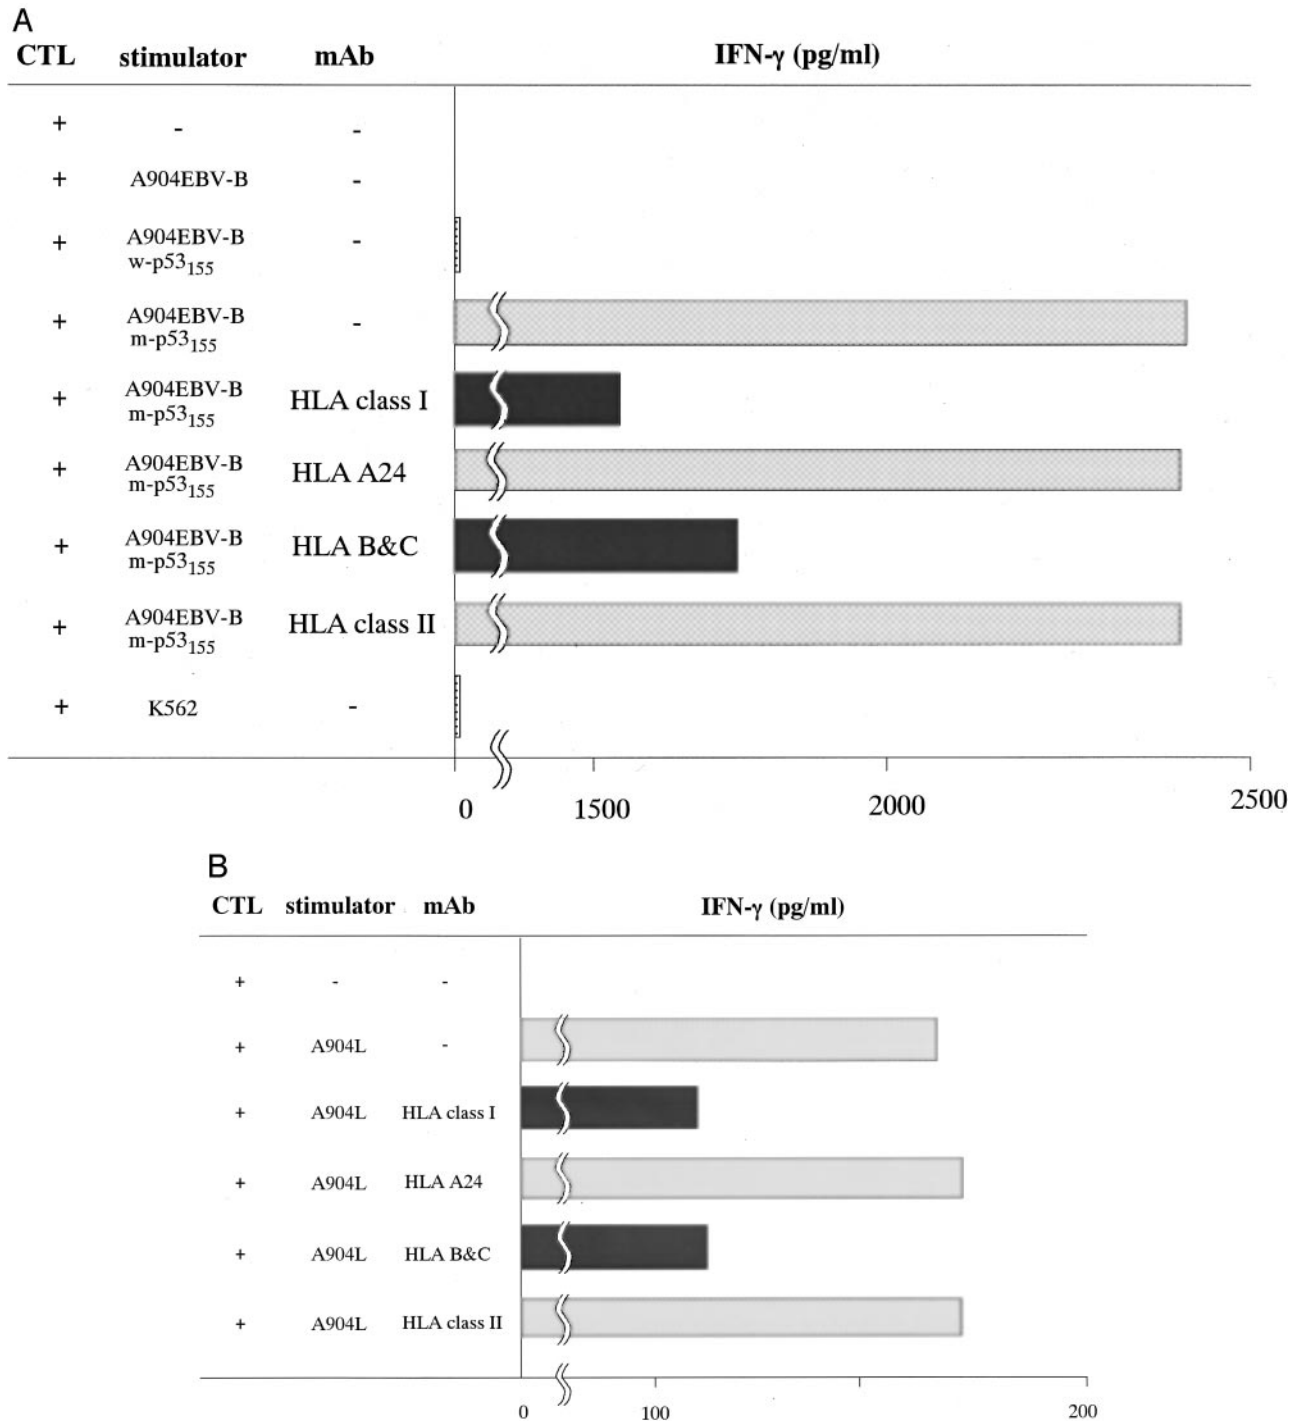 A
CTL stimulator mAb IFN-γ (pg/ml)
+ - -
+ A904EBV-B -
+ A904EBV-B -
w-p53155
+ A904EBV-B -
m-p53155
+ A904EBV-B HLA class I
m-p53155
+ A904EBV-B HLA A24
m-p53155
+ A904EBV-B HLA B&C
m-p53155
+ A904EBV-B HLA class II
m-p53155
+ K562 -
0 1500 2000 2500
B
CTL stimulator mAb IFN-γ (pg/ml)
+ - -
+ A904L -
+ A904L HLA class I
+ A904L HLA A24
+ A904L HLA B&C
+ A904L HLA class II
0 100 200